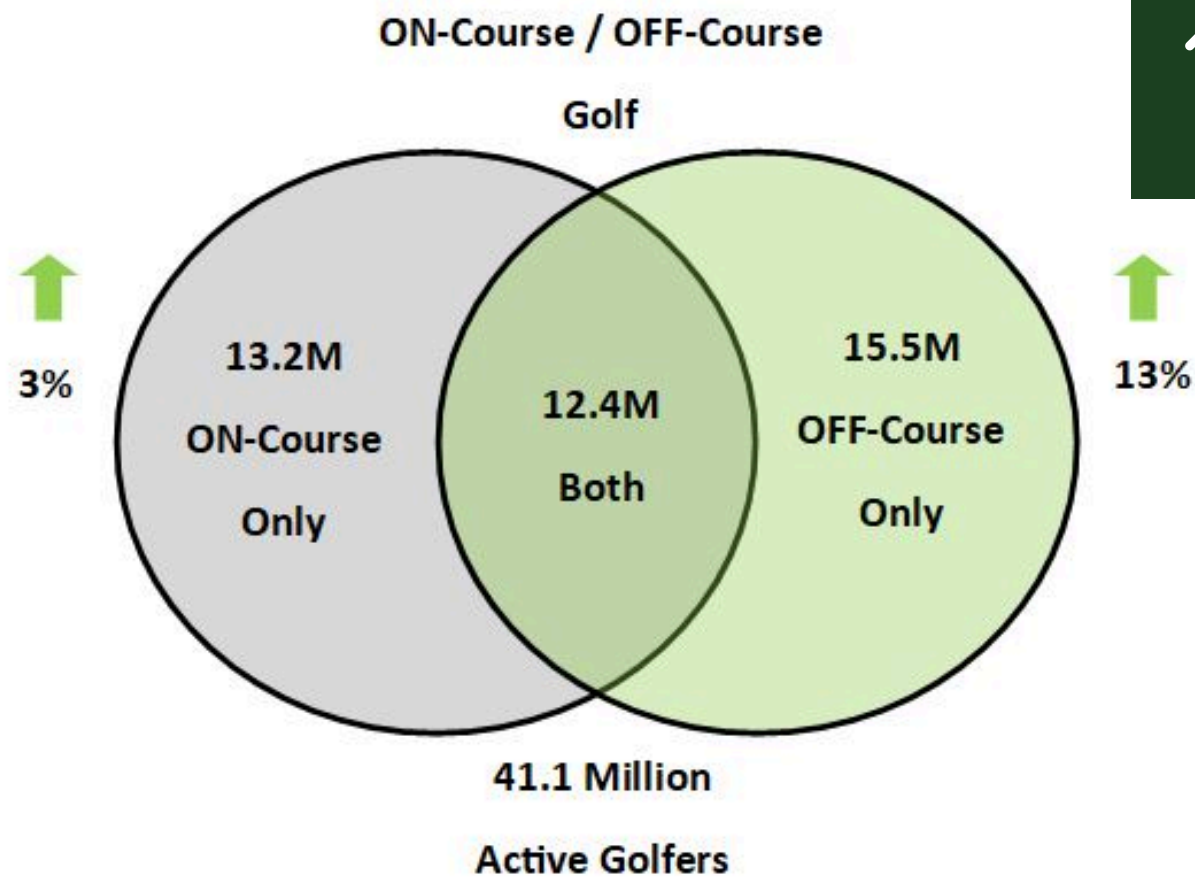 ON-Course / OFF-Course
Golf
3%
13.2M
ON-Course
Only
12.4M
Both
15.5M
OFF-Course
Only
13%
41.1 Million
Active Golfers